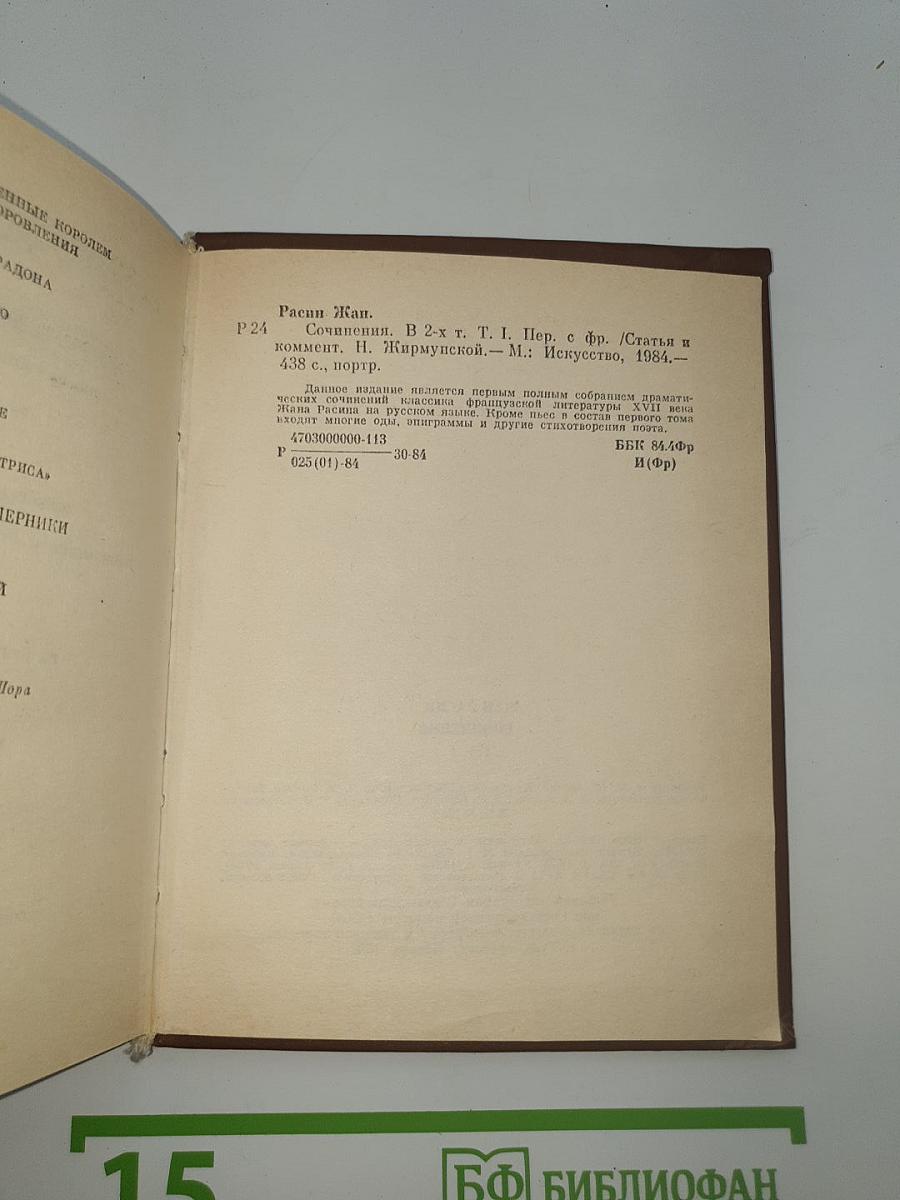 ЕННЫЕ КОРОЛЕМ
ОРОВЛЕНИЯ
РАДОНА
О
Е
ТРИСА»
ПЕРНИКИ
Й
Шора
Расин Жан.
Р 24 Сочинения. В 2-х т. Т. I. Пер. с фр. /Статья и
коммент. Н. Жирмунской.— М.: Искусство, 1984.—
438 с., портр.
Данное издание является первым полным собранием драмати-
ческих сочинений классика французской литературы XVII века
Жана Расина на русском языке. Кроме пьес в состав первого тома
входят многие оды, эпиграммы и другие стихотворения поэта.
4703000000-113
Р 30-84
025(01)-84
ББК 84.4Фр
И(Фр)
15
БФ БИБЛИОФАН